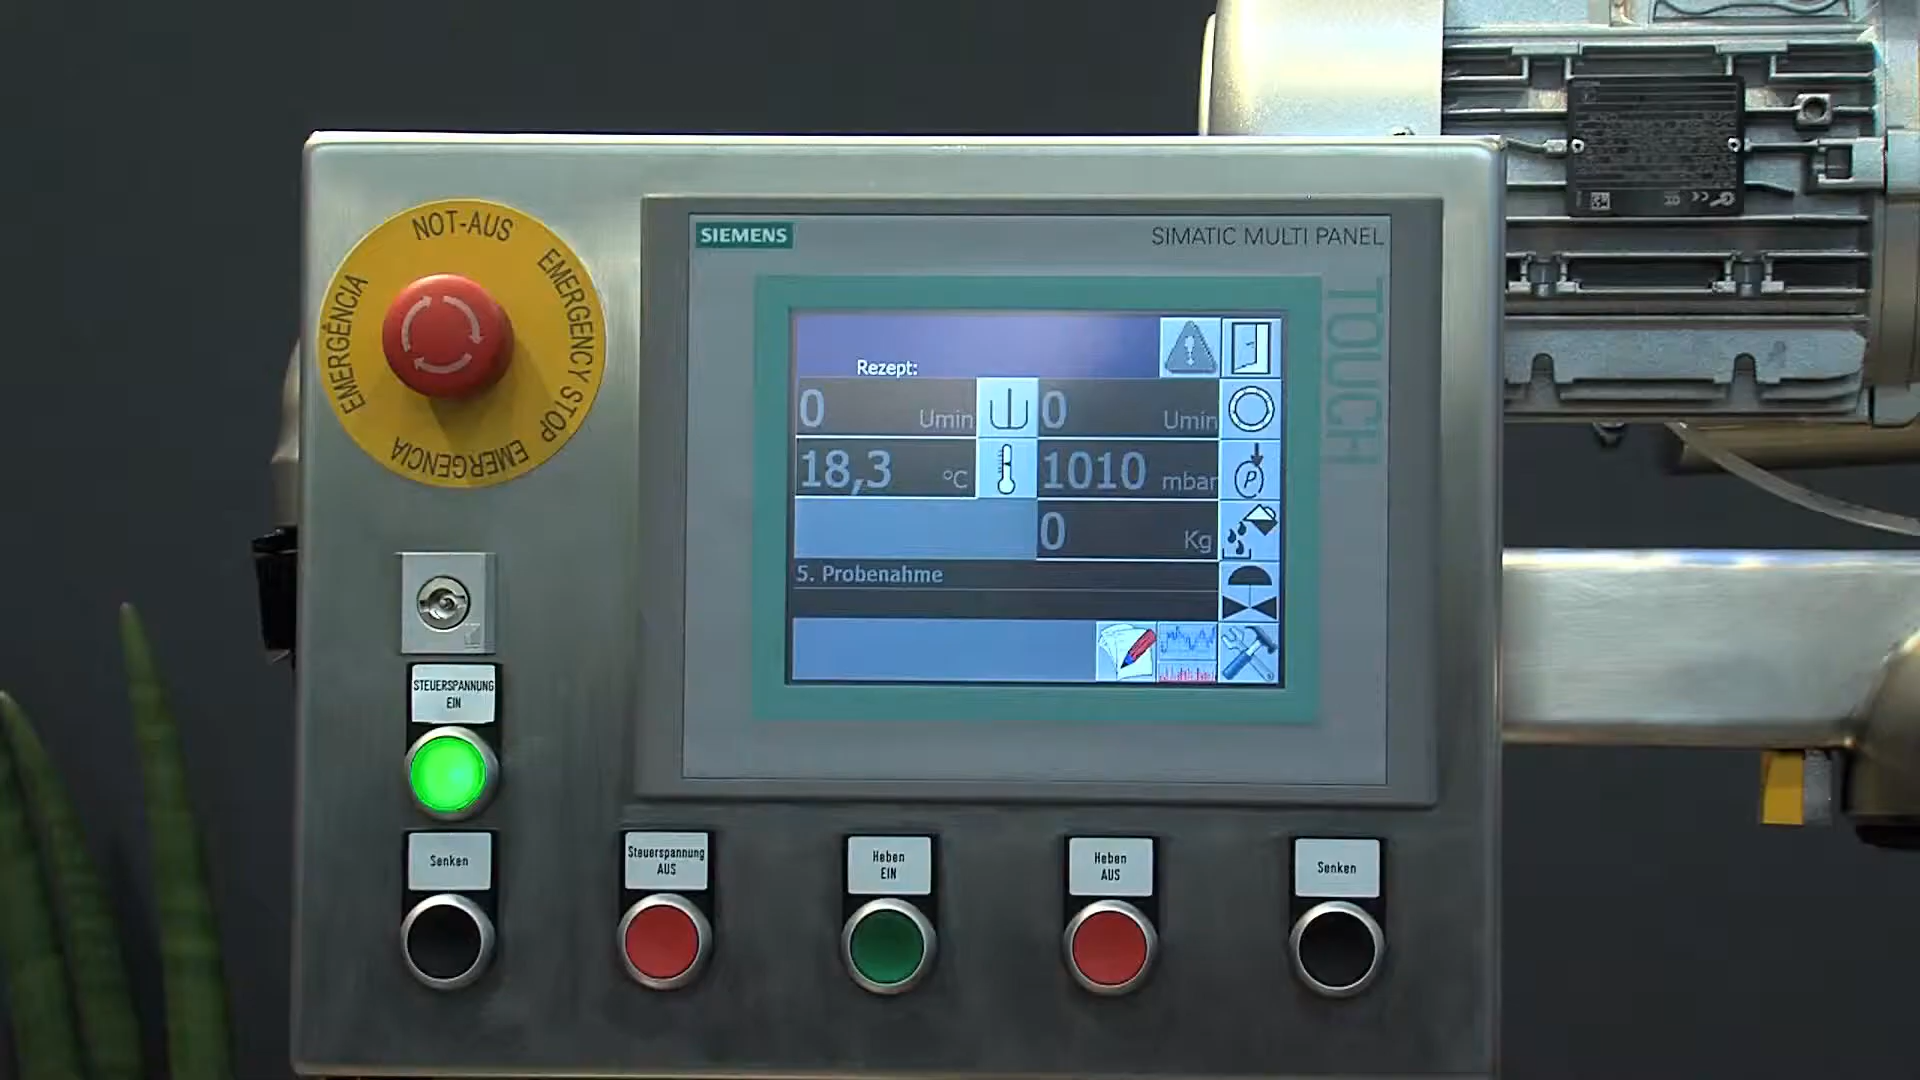 NOT-AUS
EMERGENCY STOP
EMERGENCIA
EMERGÊNCIA
SIEMENS
SIMATIC MULTI PANEL
TOUCH
Rezept:
0 Umin 0 Umin
18,3 °C P
1010 mbar
0 Kg
5. Probenahme
STEUERSPANNUNG
EIN
Senken
Steuerspannung
AUS
Heben
EIN
Heben
AUS
Senken